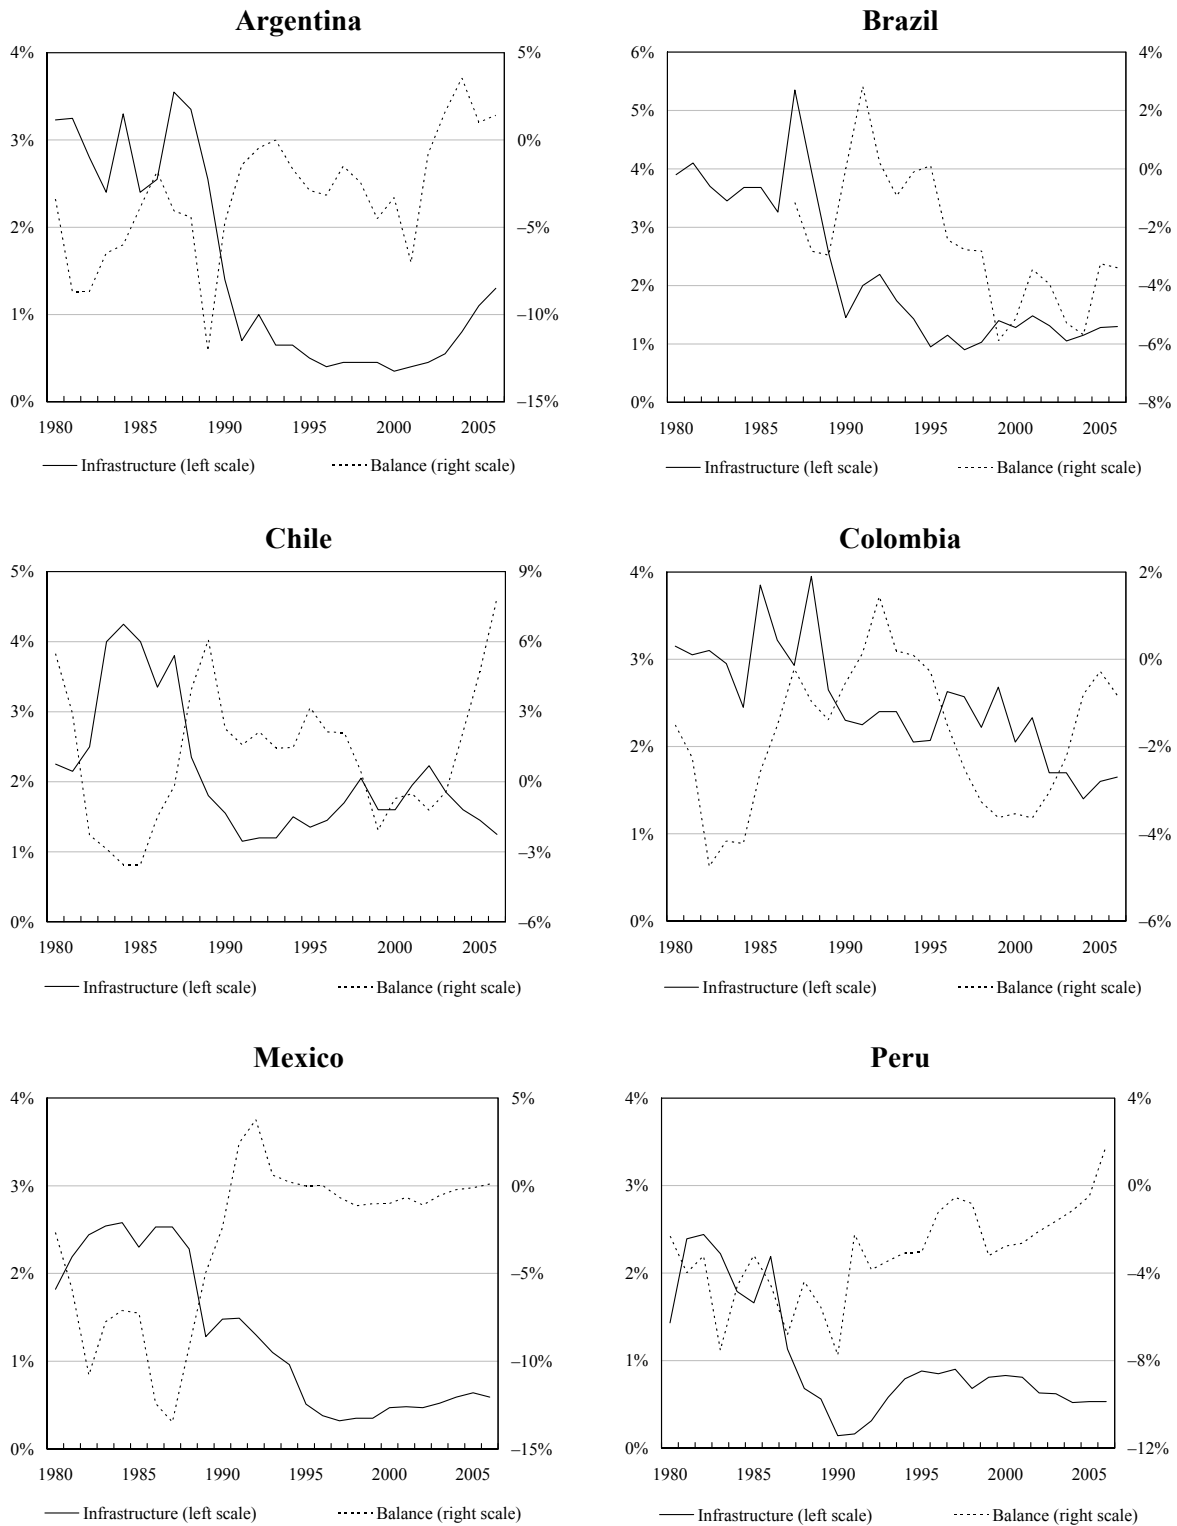 Argentina
4% 5%
3% 0%
2% –5%
1% –10%
0% –15%
1980 1985 1990 1995 2000 2005
Infrastructure (left scale) Balance (right scale)
Brazil
6% 4%
5% 2%
4% 0%
3% –2%
2% –4%
1% –6%
0% –8%
1980 1985 1990 1995 2000 2005
Infrastructure (left scale) Balance (right scale)
Chile
5% 9%
4% 6%
3% 3%
2% 0%
1% –3%
0% –6%
1980 1985 1990 1995 2000 2005
Infrastructure (left scale) Balance (right scale)
Colombia
4% 2%
3% 0%
2% –2%
1% –4%
0% –6%
1980 1985 1990 1995 2000 2005
Infrastructure (left scale) Balance (right scale)
Mexico
4% 5%
3% 0%
2% –5%
1% –10%
0% –15%
1980 1985 1990 1995 2000 2005
Infrastructure (left scale) Balance (right scale)
Peru
4% 4%
3% 0%
2% –4%
1% –8%
0% –12%
1980 1985 1990 1995 2000 2005
Infrastructure (left scale) Balance (right scale)